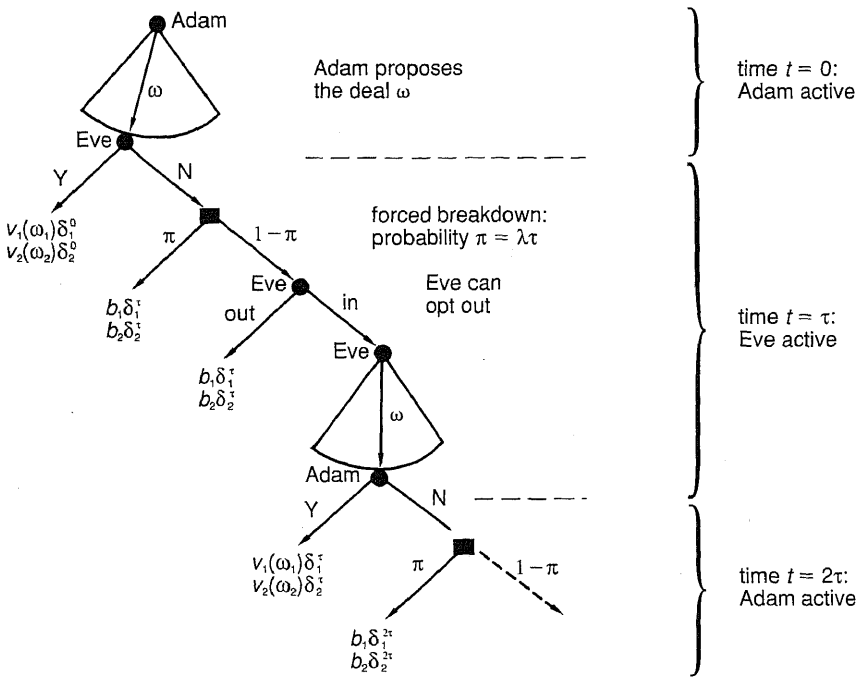 Adam
ω
Adam proposes
the deal ω
time t = 0:
Adam active
Eve
Y
N
v₁(ω₁)δ₁⁰
v₂(ω₂)δ₂⁰
π
1−π
forced breakdown:
probability π = λτ
b₁δ₁^τ
b₂δ₂^τ
Eve
out
in
Eve can
opt out
time t = τ:
Eve active
b₁δ₁^τ
b₂δ₂^τ
Eve
ω
Adam
Y
N
v₁(ω₁)δ₁^τ
v₂(ω₂)δ₂^τ
π
1−π
time t = 2τ:
Adam active
b₁δ₁^2τ
b₂δ₂^2τ